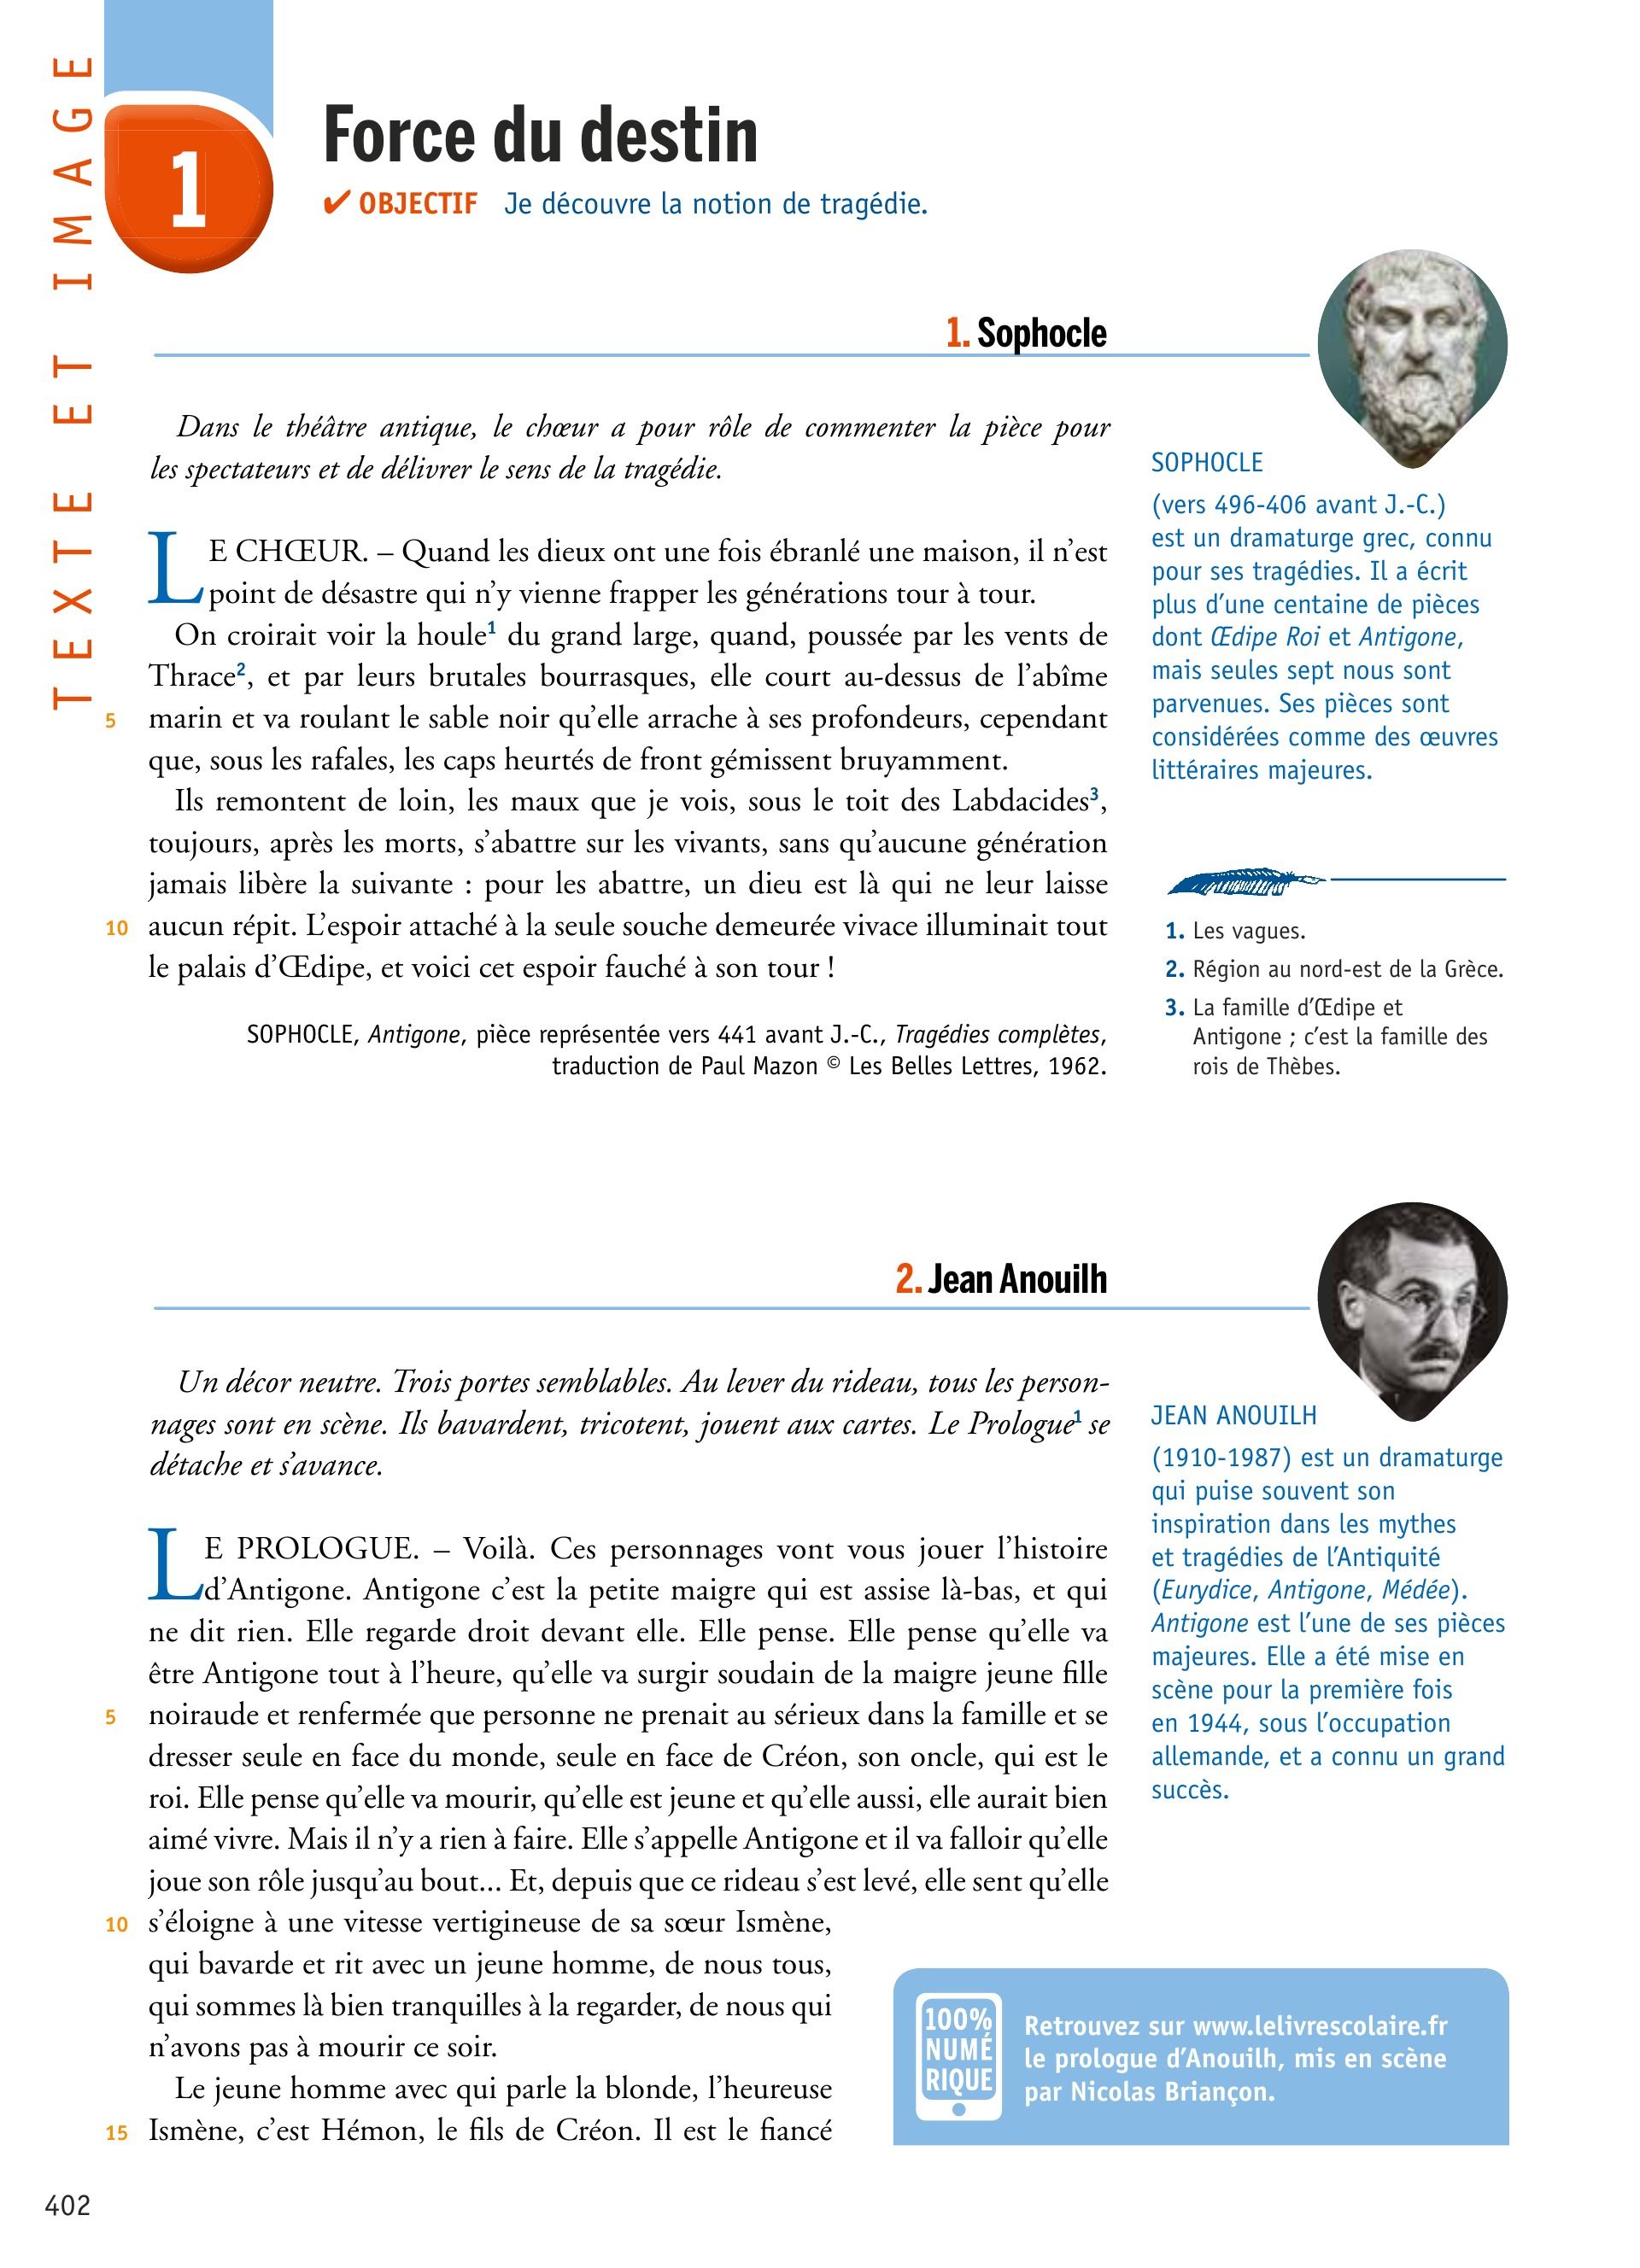 TEXTE ET IMAGE
1
Force du destin
✔ OBJECTIF Je découvre la notion de tragédie.
1. Sophocle
Dans le théâtre antique, le chœur a pour rôle de commenter la pièce pour
les spectateurs et de délivrer le sens de la tragédie.
LE CHŒUR. – Quand les dieux ont une fois ébranlé une maison, il n’est
point de désastre qui n’y vienne frapper les générations tour à tour.
On croirait voir la houle1 du grand large, quand, poussée par les vents de
Thrace2, et par leurs brutales bourrasques, elle court au-dessus de l’abîme
5 marin et va roulant le sable noir qu’elle arrache à ses profondeurs, cependant
que, sous les rafales, les caps heurtés de front gémissent bruyamment.
Ils remontent de loin, les maux que je vois, sous le toit des Labdacides3,
toujours, après les morts, s’abattre sur les vivants, sans qu’aucune génération
jamais libère la suivante : pour les abattre, un dieu est là qui ne leur laisse
10 aucun répit. L’espoir attaché à la seule souche demeurée vivace illuminait tout
le palais d’Œdipe, et voici cet espoir fauché à son tour !
SOPHOCLE, Antigone, pièce représentée vers 441 avant J.-C., Tragédies complètes,
traduction de Paul Mazon © Les Belles Lettres, 1962.
SOPHOCLE
(vers 496-406 avant J.-C.)
est un dramaturge grec, connu
pour ses tragédies. Il a écrit
plus d’une centaine de pièces
dont Œdipe Roi et Antigone,
mais seules sept nous sont
parvenues. Ses pièces sont
considérées comme des œuvres
littéraires majeures.
1. Les vagues.
2. Région au nord-est de la Grèce.
3. La famille d’Œdipe et
Antigone ; c’est la famille des
rois de Thèbes.
2. Jean Anouilh
Un décor neutre. Trois portes semblables. Au lever du rideau, tous les person-
nages sont en scène. Ils bavardent, tricotent, jouent aux cartes. Le Prologue1 se
détache et s’avance.
LE PROLOGUE. – Voilà. Ces personnages vont vous jouer l’histoire
d’Antigone. Antigone c’est la petite maigre qui est assise là-bas, et qui
ne dit rien. Elle regarde droit devant elle. Elle pense. Elle pense qu’elle va
être Antigone tout à l’heure, qu’elle va surgir soudain de la maigre jeune fille
5 noiraude et renfermée que personne ne prenait au sérieux dans la famille et se
dresser seule en face du monde, seule en face de Créon, son oncle, qui est le
roi. Elle pense qu’elle va mourir, qu’elle est jeune et qu’elle aussi, elle aurait bien
aimé vivre. Mais il n’y a rien à faire. Elle s’appelle Antigone et il va falloir qu’elle
joue son rôle jusqu’au bout... Et, depuis que ce rideau s’est levé, elle sent qu’elle
10 s’éloigne à une vitesse vertigineuse de sa sœur Ismène,
qui bavarde et rit avec un jeune homme, de nous tous,
qui sommes là bien tranquilles à la regarder, de nous qui
n’avons pas à mourir ce soir.
Le jeune homme avec qui parle la blonde, l’heureuse
15 Ismène, c’est Hémon, le fils de Créon. Il est le fiancé
JEAN ANOUILH
(1910-1987) est un dramaturge
qui puise souvent son
inspiration dans les mythes
et tragédies de l’Antiquité
(Eurydice, Antigone, Médée).
Antigone est l’une de ses pièces
majeures. Elle a été mise en
scène pour la première fois
en 1944, sous l’occupation
allemande, et a connu un grand
succès.
100%
NUMÉ
RIQUE
Retrouvez sur www.lelivrescolaire.fr
le prologue d’Anouilh, mis en scène
par Nicolas Briançon.
402